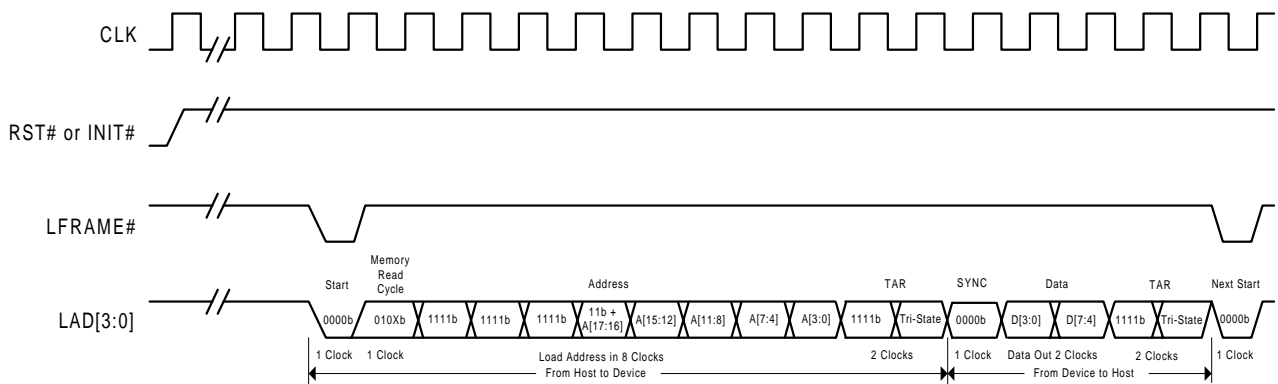 CLK
RST# or INIT#
LFRAME#
Memory
Read
Cycle
Start
Address
TAR
SYNC
Data
TAR
Next Start
LAD[3:0]
0000b
010Xb
1111b
1111b
1111b
11b +
A[17:16]
A[15:12]
A[11:8]
A[7:4]
A[3:0]
1111b
Tri-State
0000b
D[3:0]
D[7:4]
1111b
Tri-State
0000b
1 Clock
1 Clock
Load Address in 8 Clocks
2 Clocks
1 Clock
Data Out 2 Clocks
2 Clocks
1 Clock
From Host to Device
From Device to Host